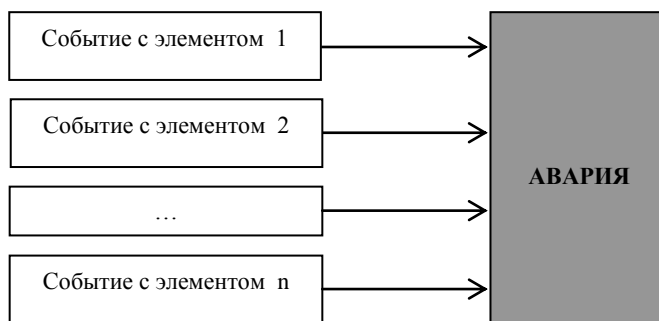 Событие с элементом 1
Событие с элементом 2
…
Событие с элементом n
АВАРИЯ